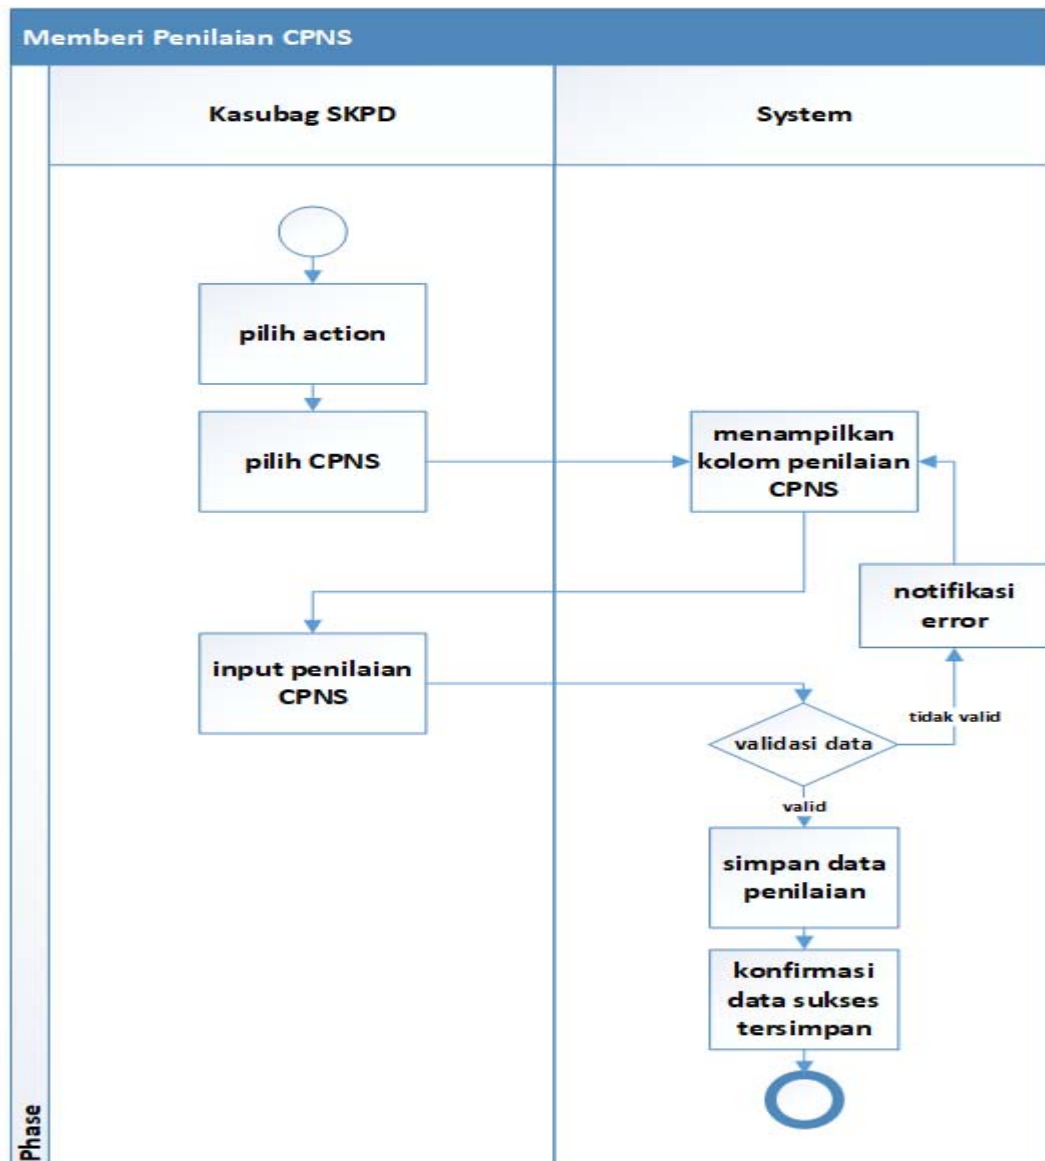 Memberi Penilaian CPNS
Kasubag SKPD
System
pilih action
pilih CPNS
menampilkan
kolom penilaian
CPNS
notifikasi
error
input penilaian
CPNS
tidak valid
validasi data
valid
simpan data
penilaian
konfirmasi
data sukses
tersimpan
Phase